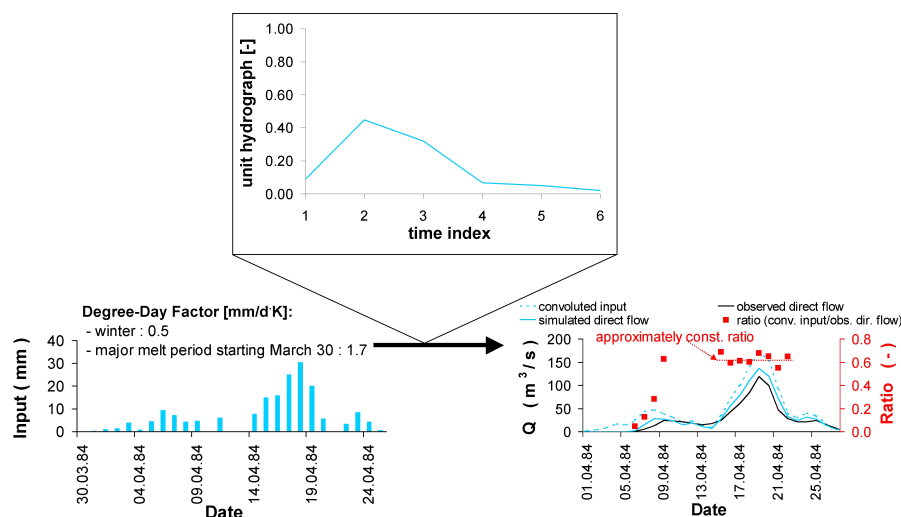 unit hydrograph [-]
1.00
0.80
0.60
0.40
0.20
0.00
1 2 3 4 5 6
time index
Degree-Day Factor [mm/d·K]:
- winter : 0.5
- major melt period starting March 30 : 1.7
Input ( mm )
40
30
20
10
0
30.03.84 04.04.84 09.04.84 14.04.84 19.04.84 24.04.84
Date
convoluted input
observed direct flow
simulated direct flow
ratio (conv. input/obs. dir. flow)
approximately const. ratio
Q ( m³ / s )
200
150
100
50
0
0.8
0.6
0.4
0.2
0.0
Ratio ( - )
01.04.84 05.04.84 09.04.84 13.04.84 17.04.84 21.04.84 25.04.84
Date